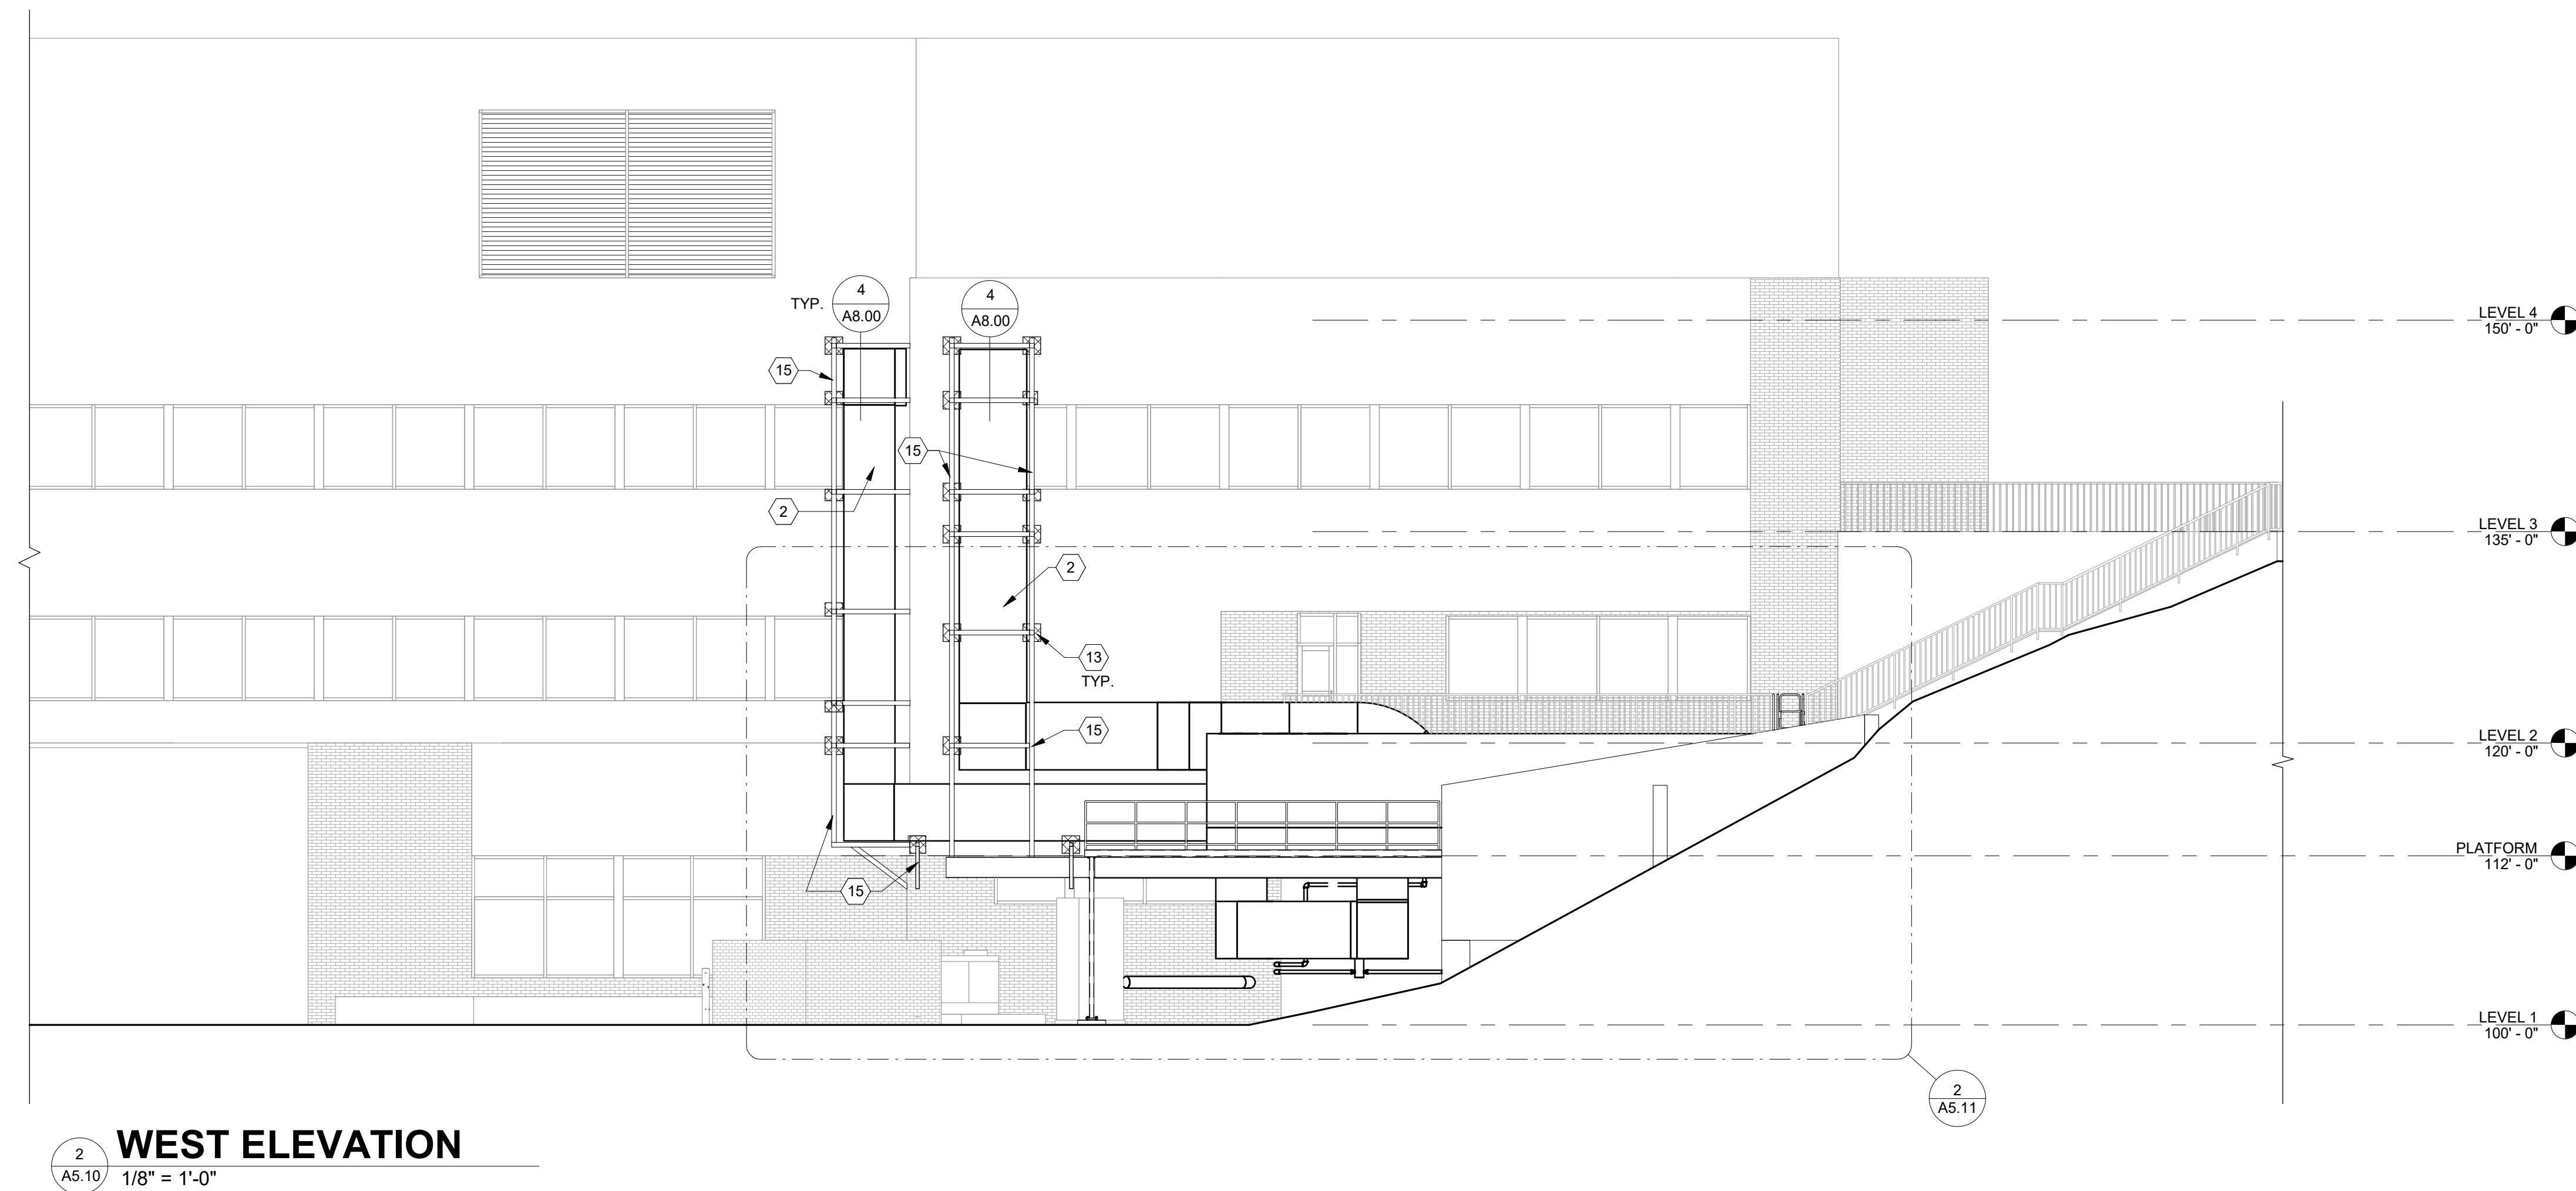 4
TYP.
A8.00
4
A8.00
LEVEL 4
150' - 0"
15
15
2
LEVEL 3
135' - 0"
2
13
TYP.
15
LEVEL 2
120' - 0"
PLATFORM
112' - 0"
15
LEVEL 1
100' - 0"
2
A5.11
2
A5.10
WEST ELEVATION
1/8" = 1'-0"